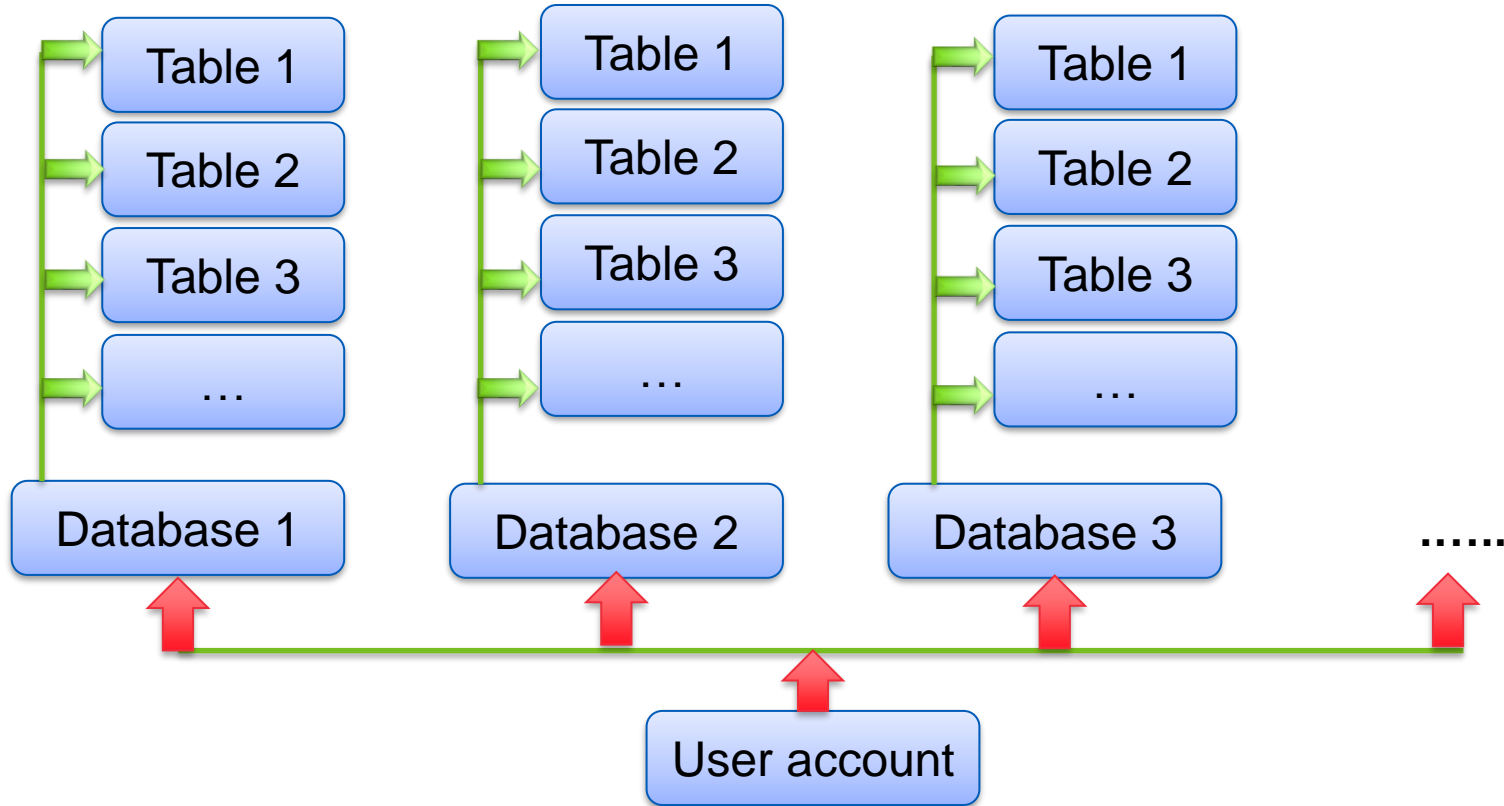 Table 1
Table 2
Table 3
…
Database 1
Table 1
Table 2
Table 3
…
Database 2
Table 1
Table 2
Table 3
…
Database 3
……
User account